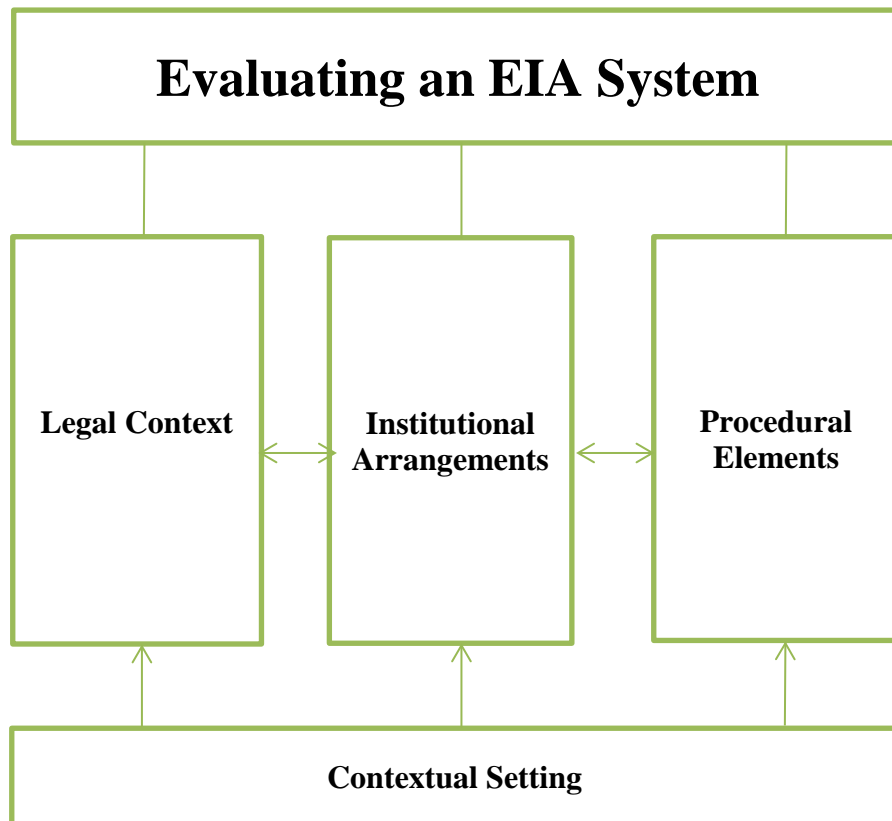 Evaluating an EIA System
Legal Context
Institutional
Arrangements
Procedural
Elements
Contextual Setting